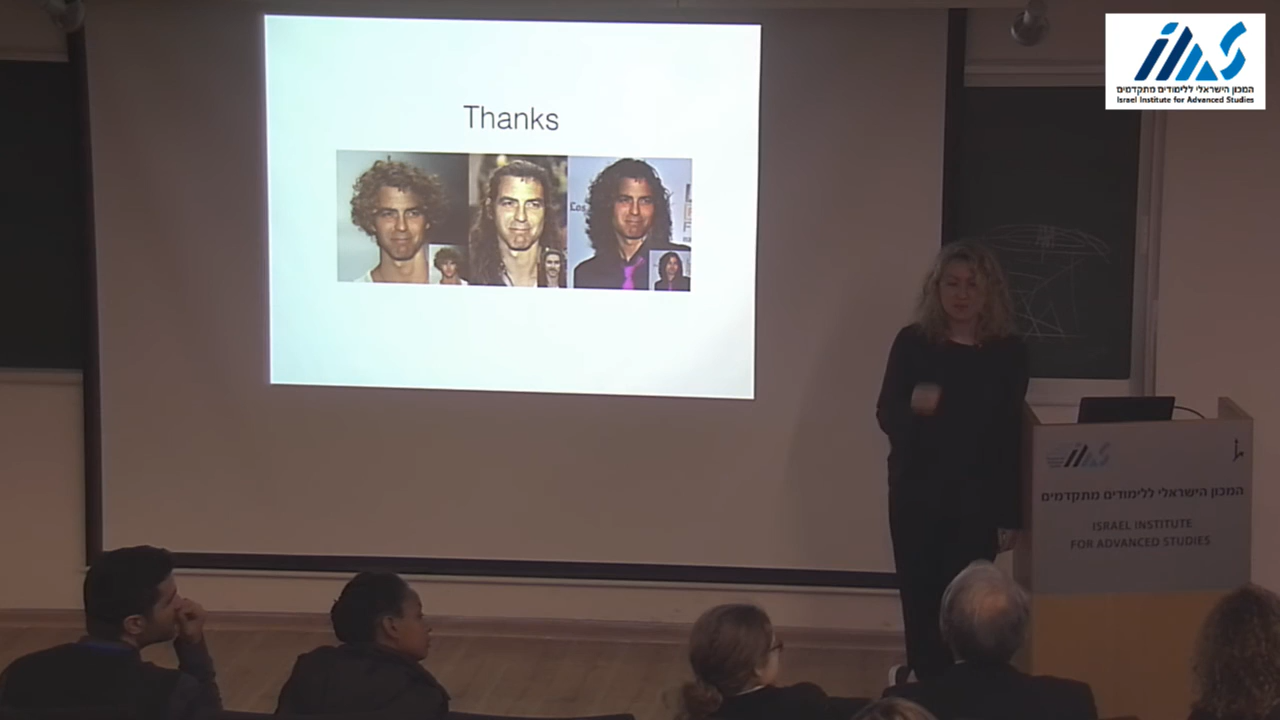 Thanks
Los
המכון הישראלי ללימודים מתקדמים
Israel Institute for Advanced Studies
המכון הישראלי ללימודים מתקדמים
ISRAEL INSTITUTE
FOR ADVANCED STUDIES